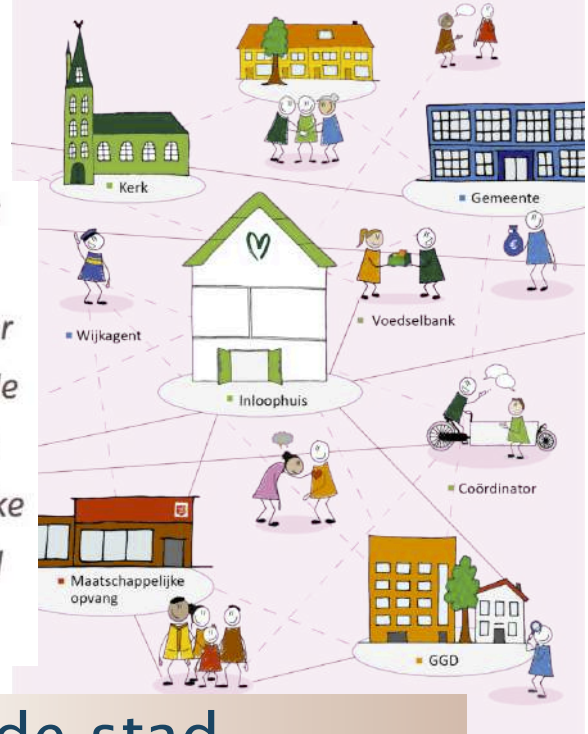 Kerk
Gemeente
€
Wijkagent
Voedselbank
Inloophuis
Coördinator
Maatschappelijke
opvang
GGD
de stad